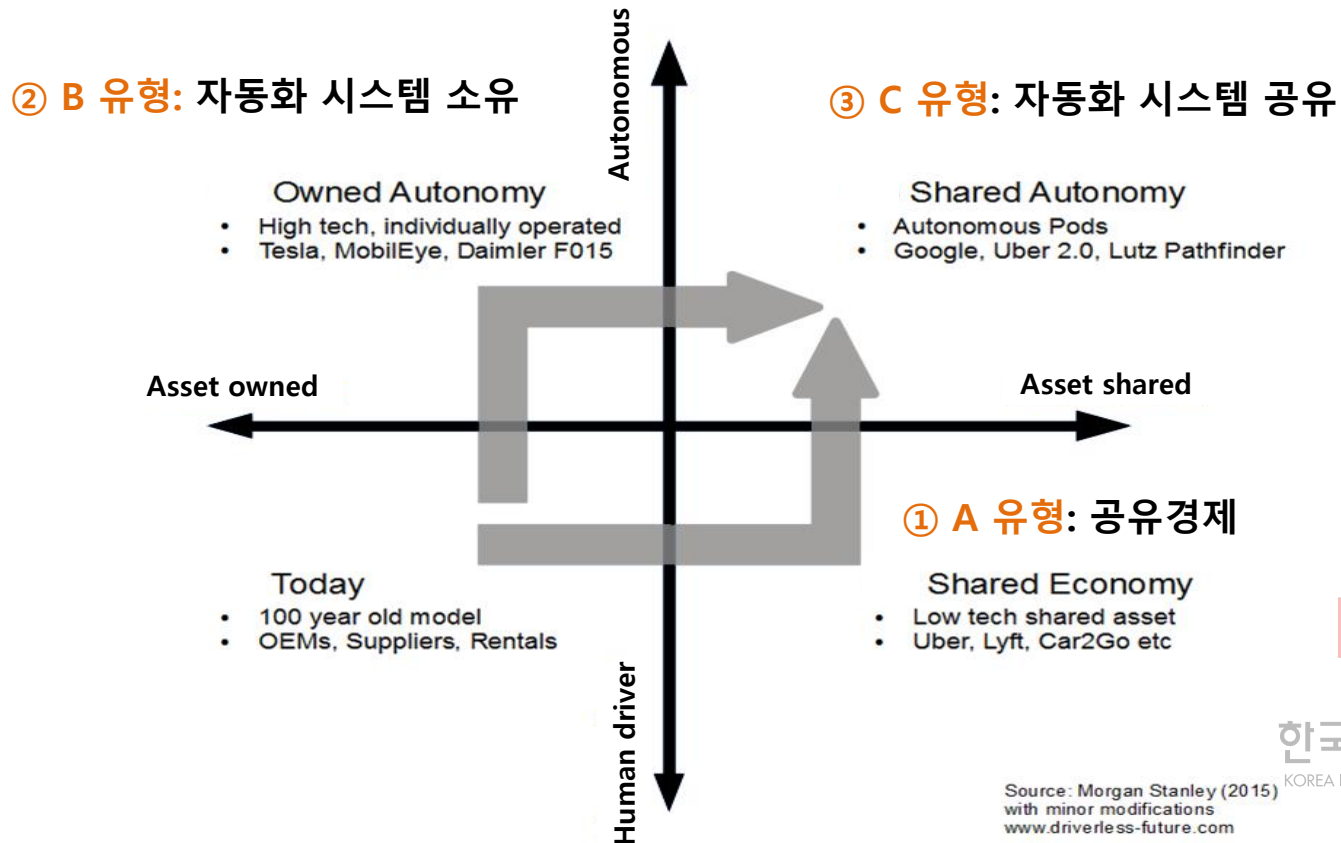 Autonomous
② B 유형: 자동화 시스템 소유
③ C 유형: 자동화 시스템 공유
Owned Autonomy
• High tech, individually operated
• Tesla, MobilEye, Daimler F015
Shared Autonomy
• Autonomous Pods
• Google, Uber 2.0, Lutz Pathfinder
Asset owned
Asset shared
① A 유형: 공유경제
Today
• 100 year old model
• OEMs, Suppliers, Rentals
Shared Economy
• Low tech shared asset
• Uber, Lyft, Car2Go etc
Human driver
KOREA
Source: Morgan Stanley (2015)
with minor modifications
www.driverless-future.com